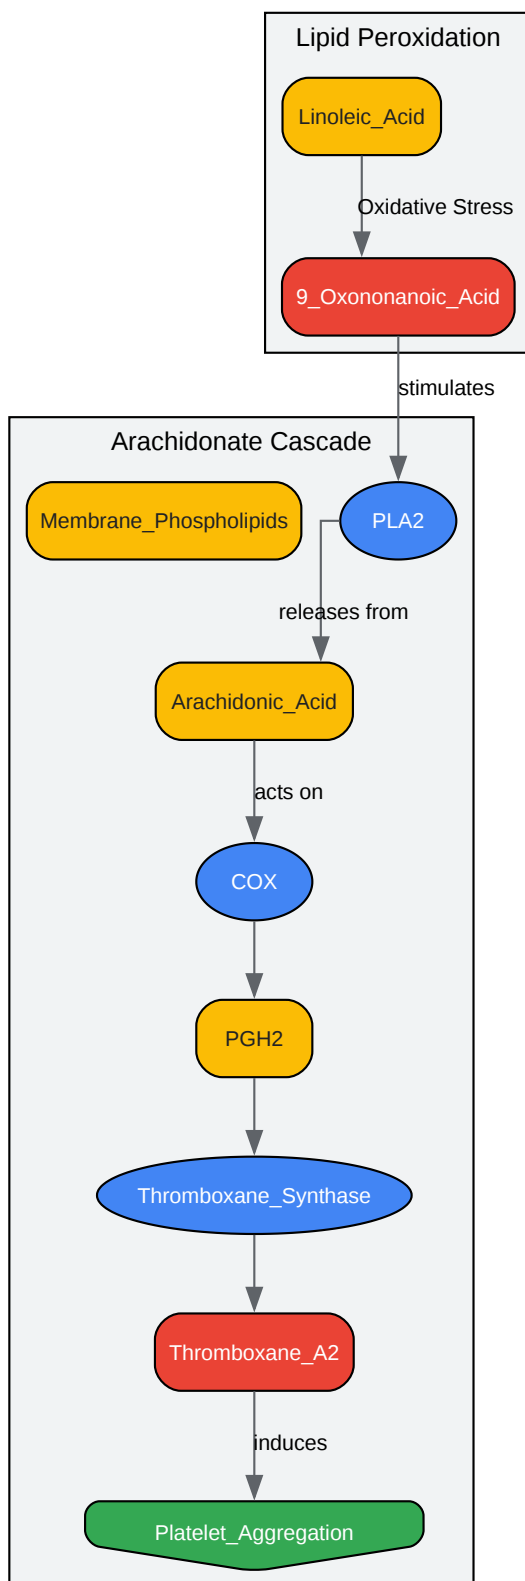 Lipid Peroxidation
Linoleic_Acid
Oxidative Stress
9_Oxononanoic_Acid
stimulates
Arachidonate Cascade
Membrane_Phospholipids
PLA2
releases from
Arachidonic_Acid
acts on
COX
PGH2
Thromboxane_Synthase
Thromboxane_A2
induces
Platelet_Aggregation